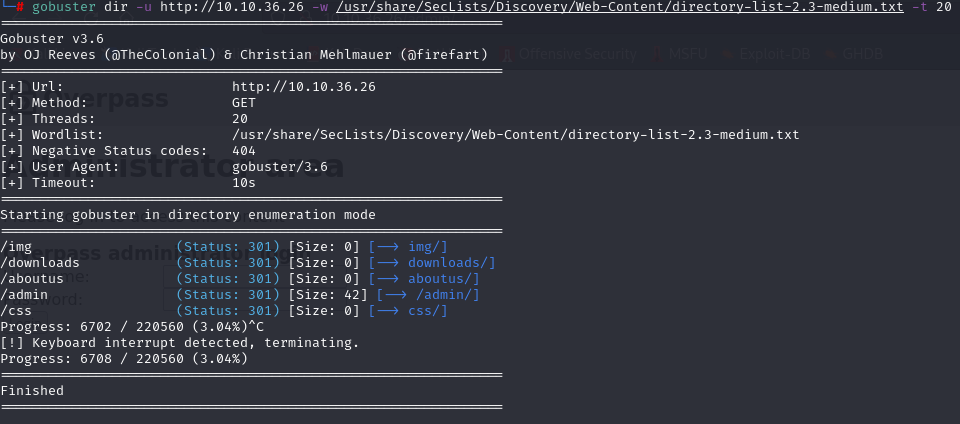 └─# gobuster dir -u http://10.10.36.26 -w /usr/share/SecLists/Discovery/Web-Content/directory-list-2.3-medium.txt -t 20
===============================================================
Gobuster v3.6
by OJ Reeves (@TheColonial) & Christian Mehlmauer (@firefart)
Offensive Security MSFU Exploit-DB GHDB
===============================================================
[+] Url: http://10.10.36.26
[+] Method: GET
[+] Threads: 20
[+] Wordlist: /usr/share/SecLists/Discovery/Web-Content/directory-list-2.3-medium.txt
[+] Negative Status codes: 404
[+] User Agent: gobuster/3.6
[+] Timeout: 10s
===============================================================
Starting gobuster in directory enumeration mode
===============================================================
/img (Status: 301) [Size: 0] [--> img/]
/downloads (Status: 301) [Size: 0] [--> downloads/]
/aboutus (Status: 301) [Size: 0] [--> aboutus/]
/admin (Status: 301) [Size: 42] [--> /admin/]
/css (Status: 301) [Size: 0] [--> css/]
Progress: 6702 / 220560 (3.04%)^C
[!] Keyboard interrupt detected, terminating.
Progress: 6708 / 220560 (3.04%)
===============================================================
Finished
===============================================================